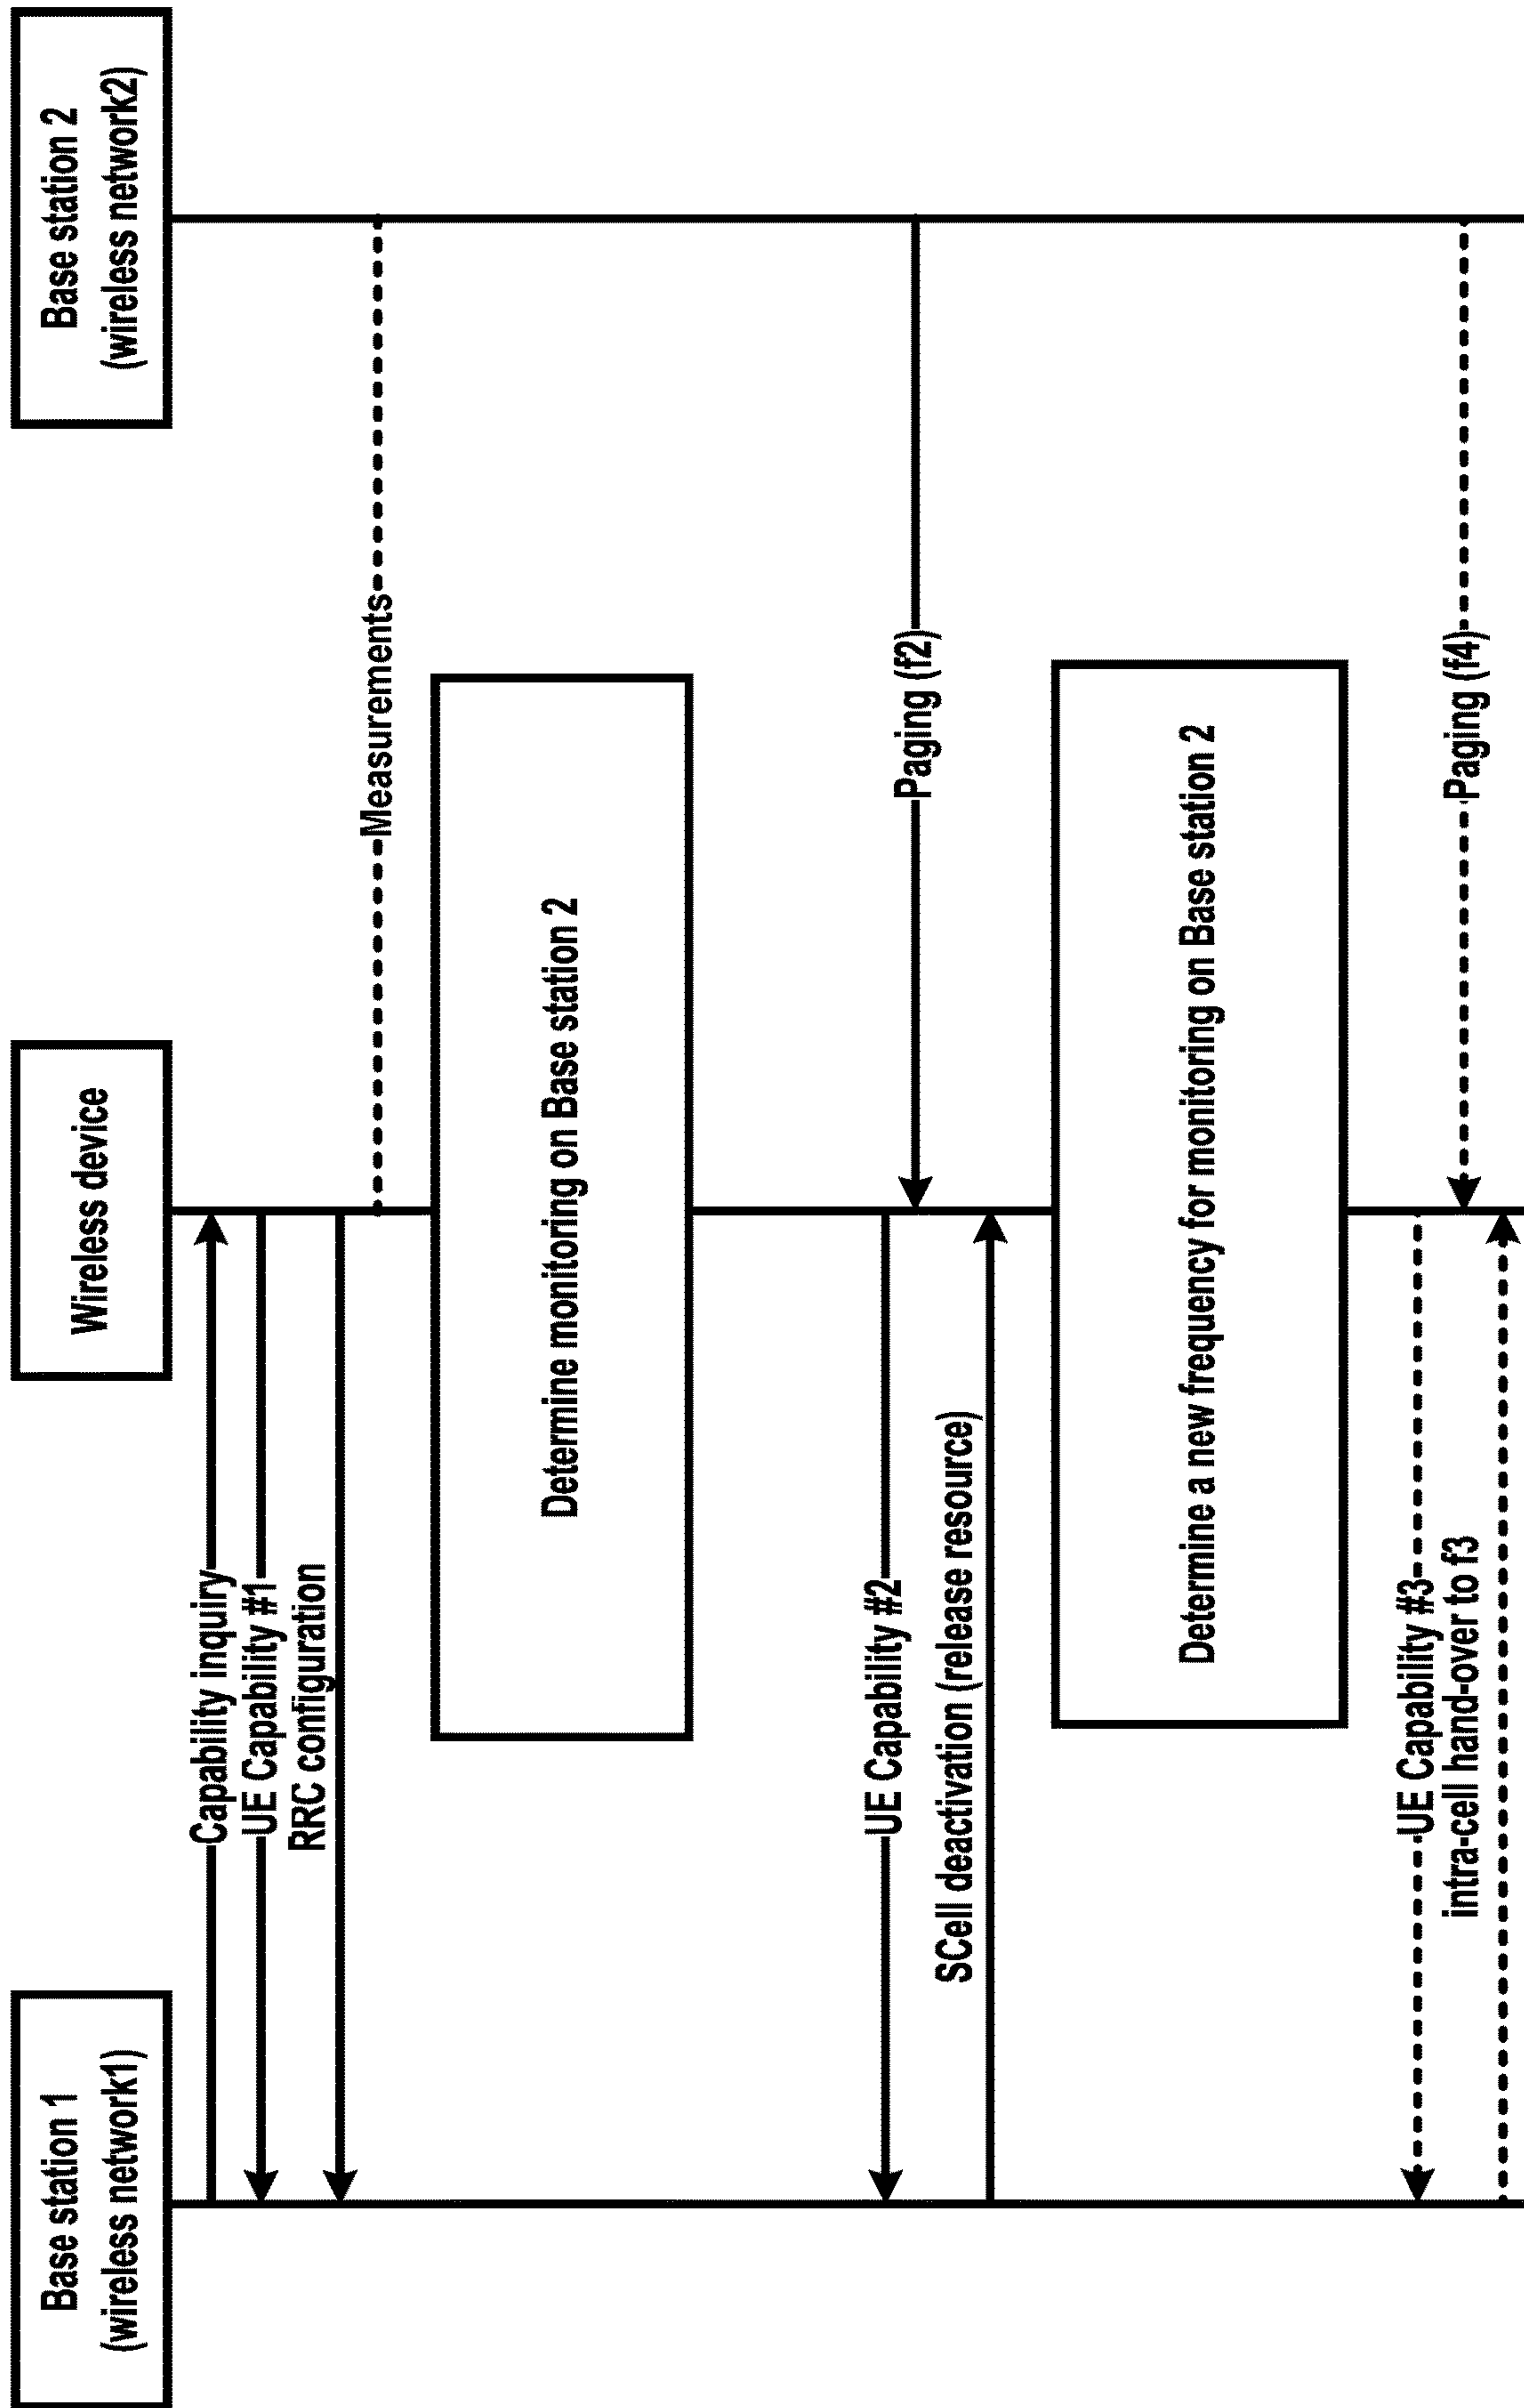 Base station 1
(wireless network1)
Wireless device
Base station 2
(wireless network2)
Capability inquiry
UE Capability #1
RRC configuration
Measurements
Determine monitoring on Base station 2
UE Capability #2
Paging (f2)
SCell deactivation (release resource)
Determine a new frequency for monitoring on Base station 2
UE Capability #3
Paging (f4)
intra-cell hand-over to f3